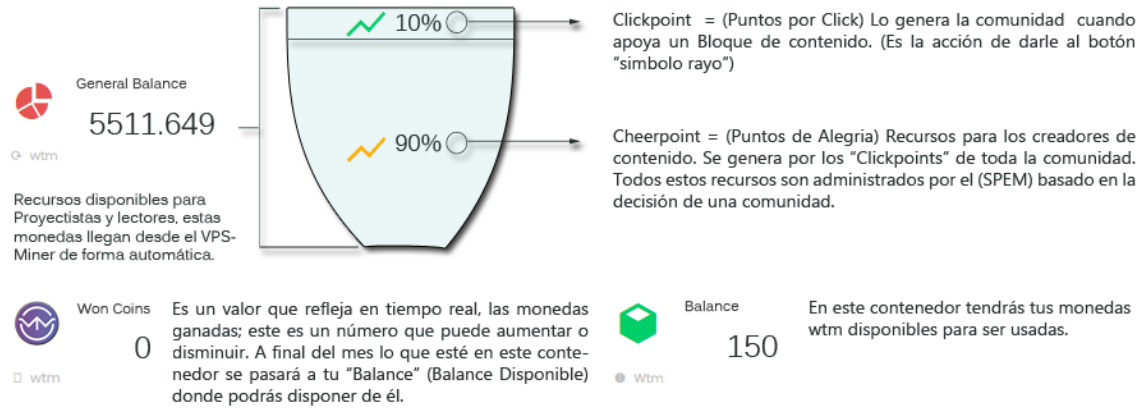 10%
Clickpoint = (Puntos por Click) Lo genera la comunidad cuando
apoya un Bloque de contenido. (Es la acción de darle al botón
“simbolo rayo”)
General Balance
5511.649
wtm
90%
Cheerpoint = (Puntos de Alegria) Recursos para los creadores de
contenido. Se genera por los “Clickpoints” de toda la comunidad.
Todos estos recursos son administrados por el (SPEM) basado en la
decisión de una comunidad.
Recursos disponibles para
Proyectistas y lectores, estas
monedas llegan desde el VPS-
Miner de forma automática.
Won Coins
0
wtm
Es un valor que refleja en tiempo real, las monedas
ganadas; este es un número que puede aumentar o
disminuir. A final del mes lo que esté en este conte-
nedor se pasará a tu “Balance” (Balance Disponible)
donde podrás disponer de él.
Balance
150
Wtm
En este contenedor tendrás tus monedas
wtm disponibles para ser usadas.